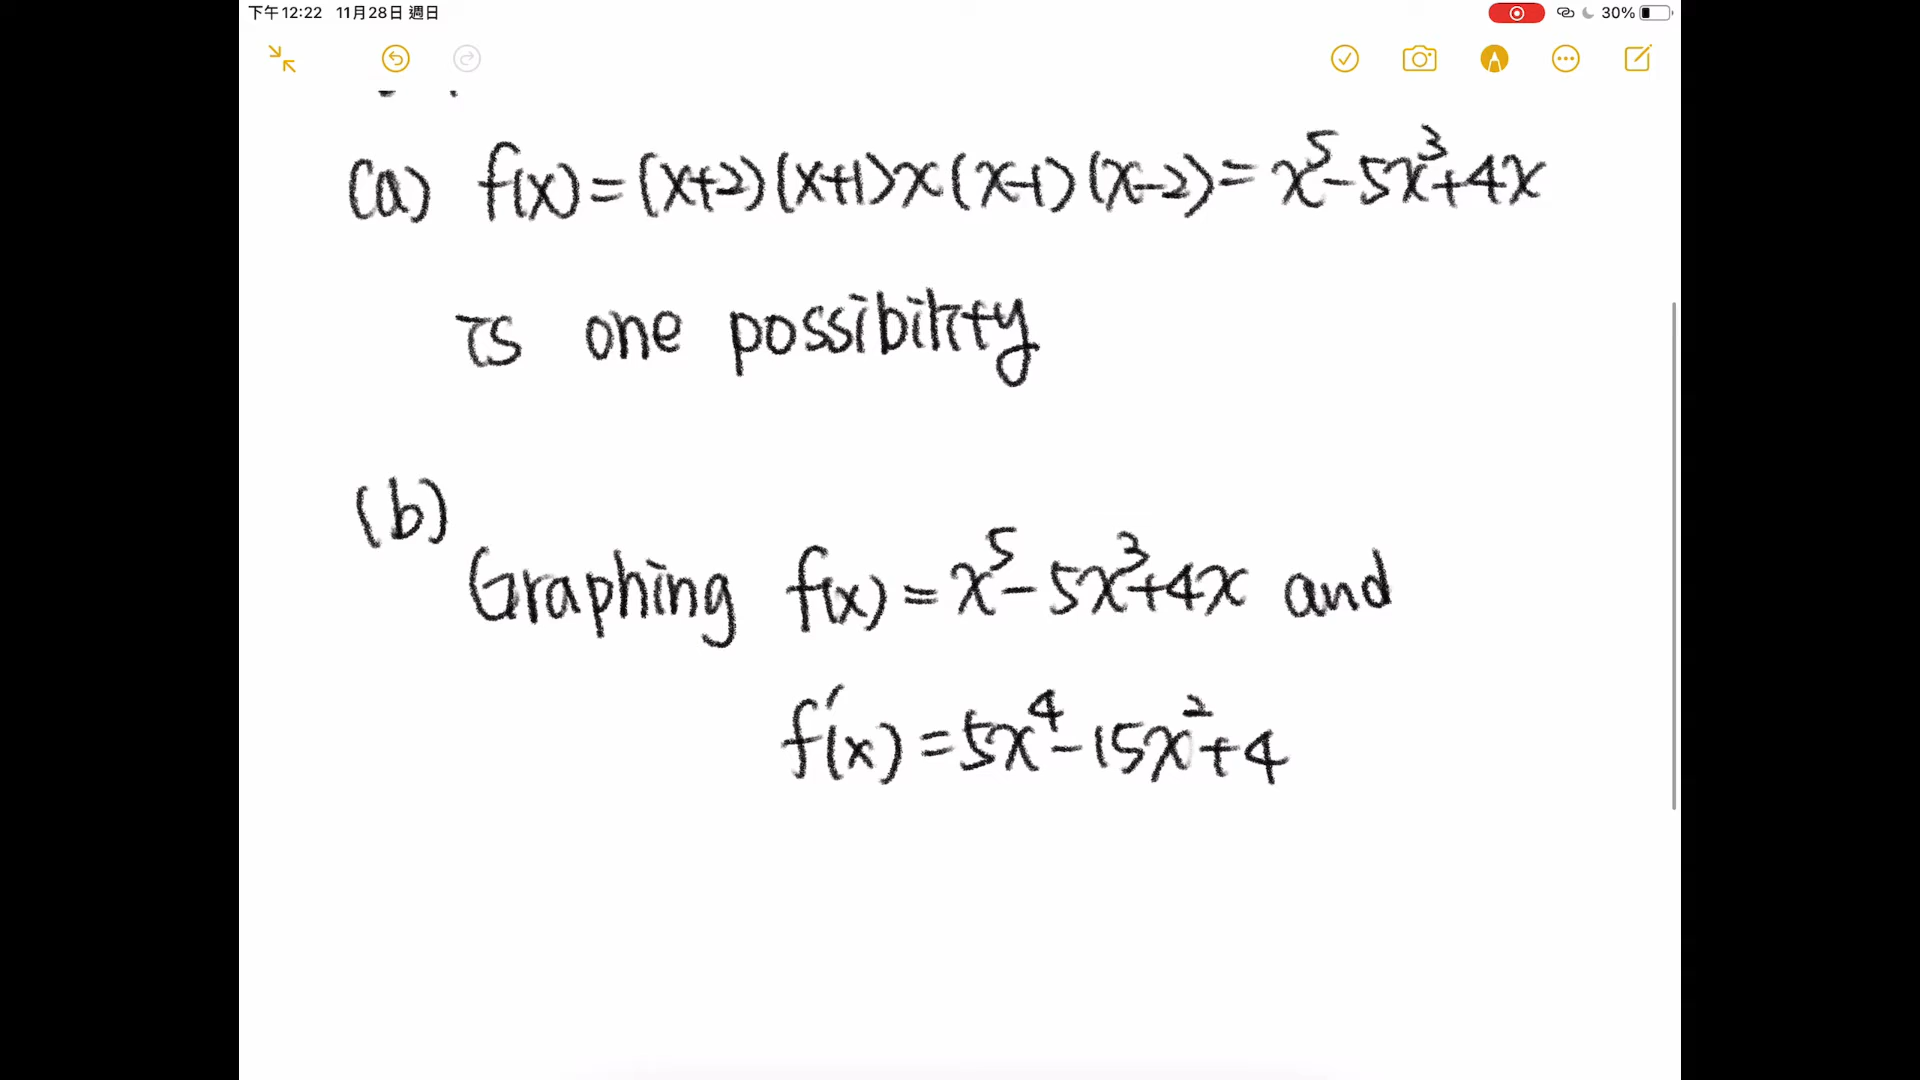 下午12:22 11月28日 週日 30%
(a) f(x)=(x+2)(x+1)x(x-1)(x-2)=x⁵-5x³+4x
is one possibility
(b)
Graphing f(x)=x⁵-5x³+4x and
f'(x)=5x⁴-15x²+4